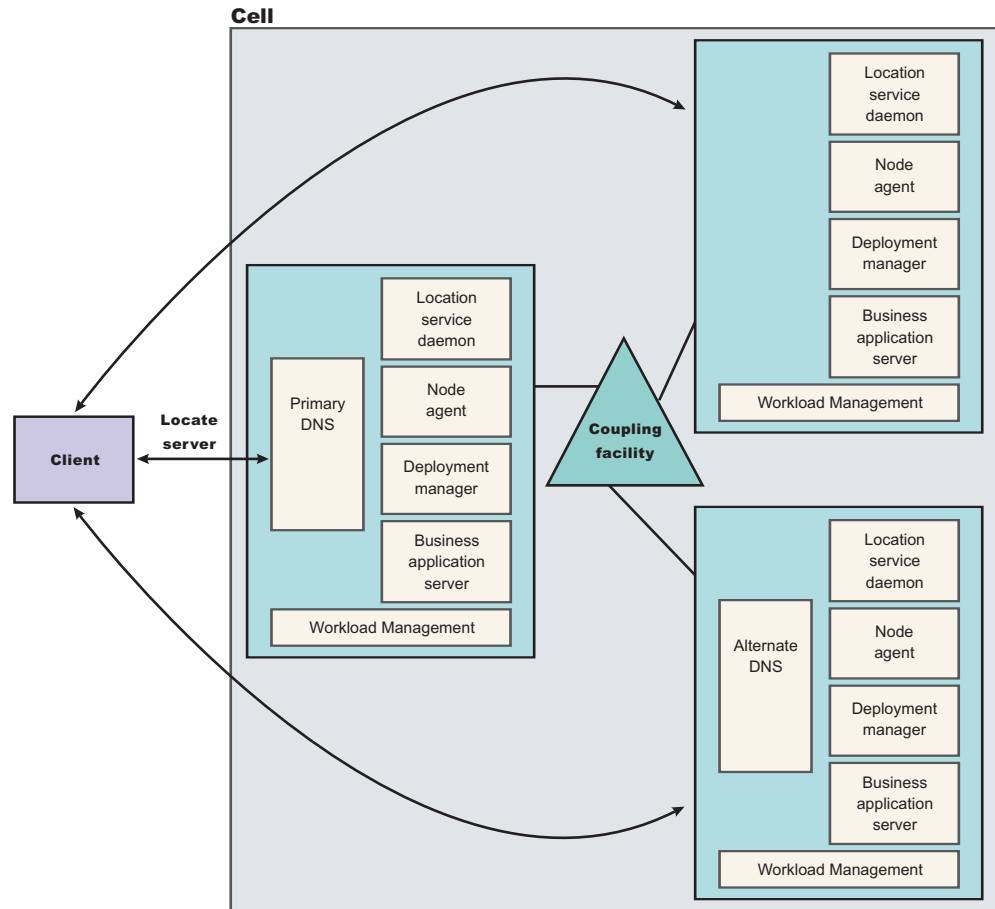 Cell
Location
service
daemon
Node
agent
Deployment
manager
Business
application
server
Workload Management
Location
service
daemon
Primary
DNS
Node
agent
Deployment
manager
Business
application
server
Workload Management
Locate
server
Client
Coupling
facility
Location
service
daemon
Alternate
DNS
Node
agent
Deployment
manager
Business
application
server
Workload Management